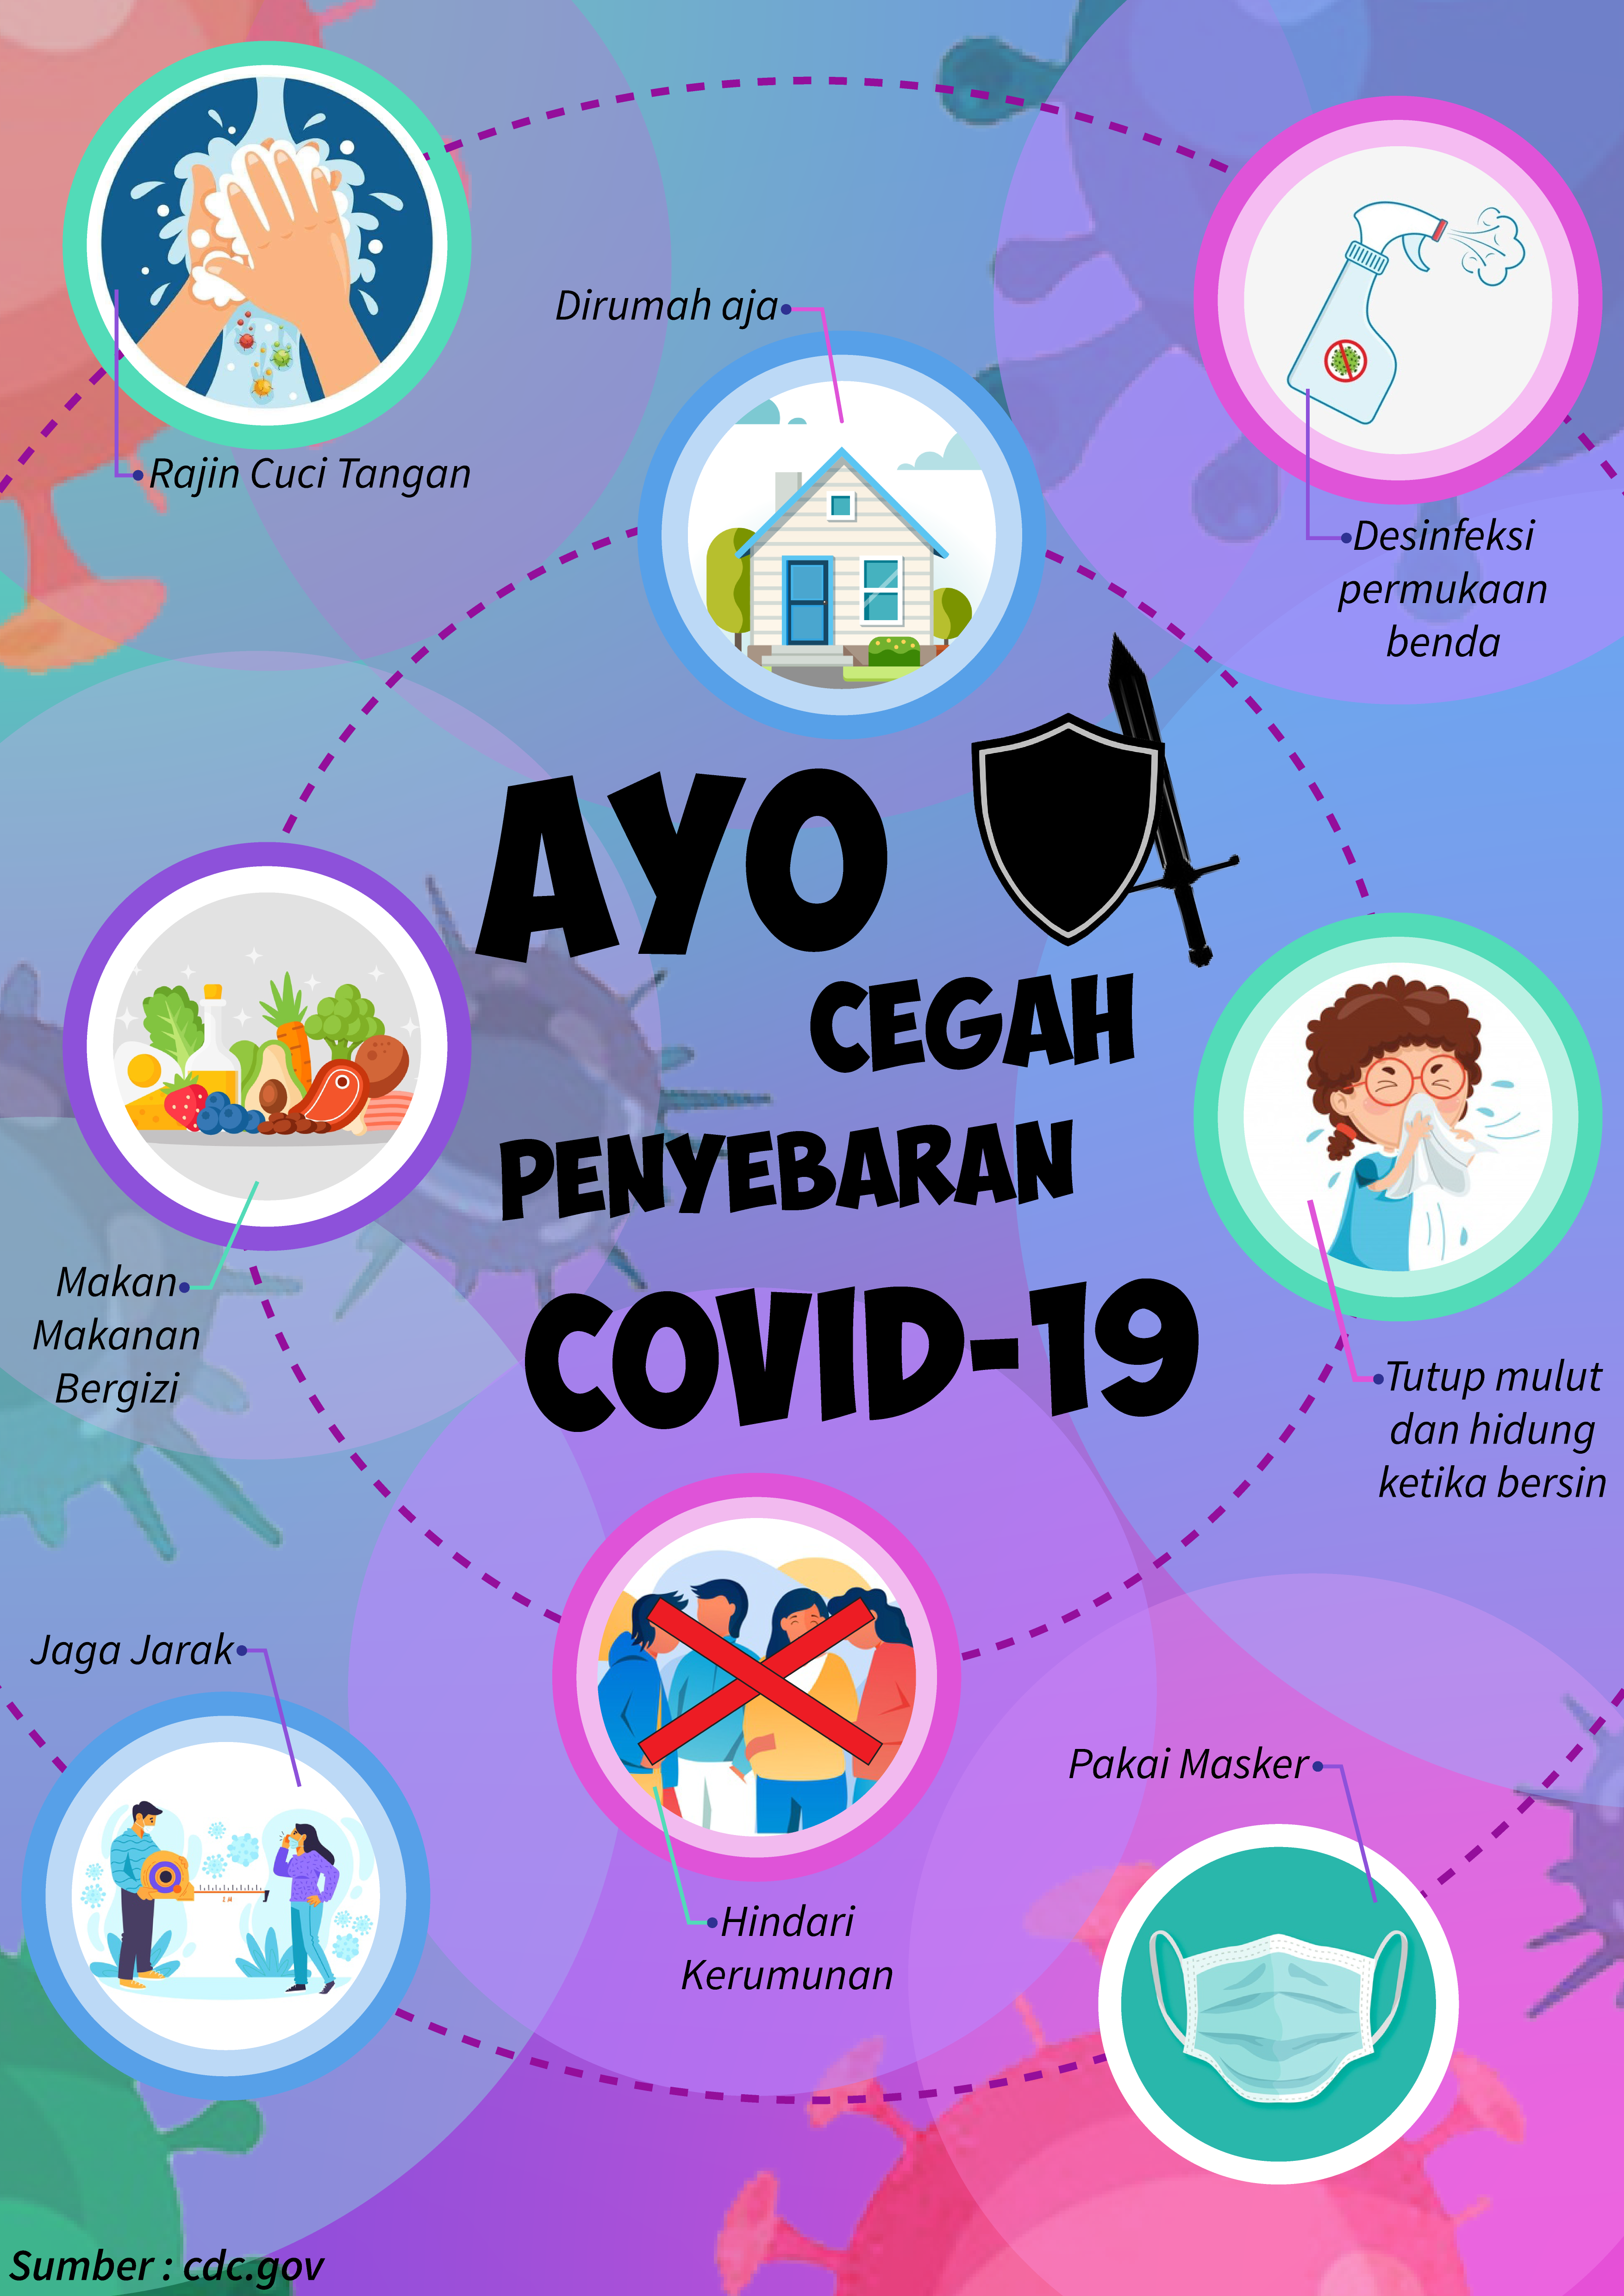 Rajin Cuci Tangan
Dirumah aja
Desinfeksi
permukaan
benda
AYO
CEGAH
PENYEBARAN
COVID-19
Makan
Makanan
Bergizi
Tutup mulut
dan hidung
ketika bersin
Jaga Jarak
Hindari
Kerumunan
Pakai Masker
Sumber : cdc.gov